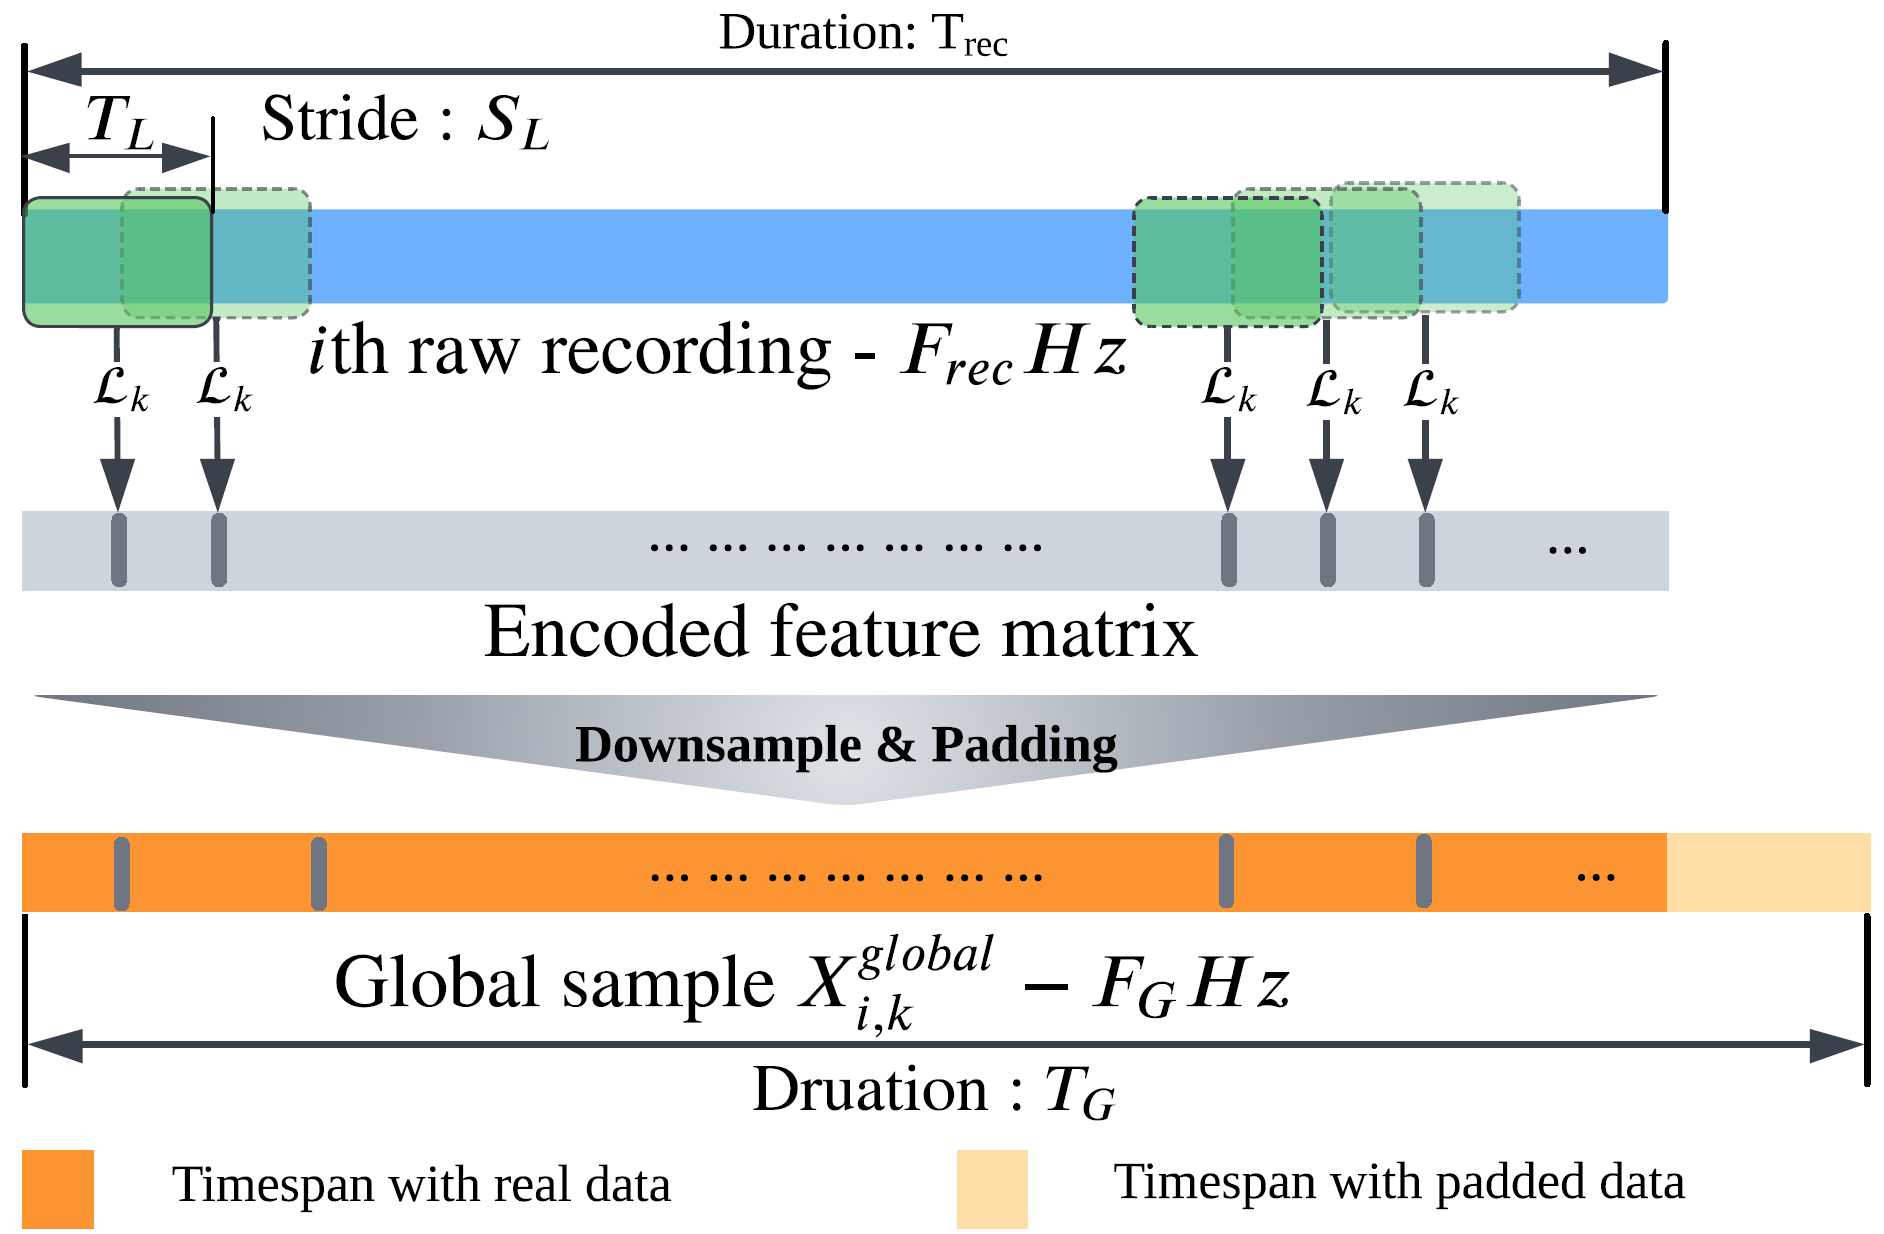 Duration: T_rec
T_L
Stride : S_L
ith raw recording - F_rec Hz
ℒ_k ℒ_k ℒ_k ℒ_k ℒ_k
... ... ... ... ... ... ... ...
Encoded feature matrix
Downsample & Padding
... ... ... ... ... ... ... ...
Global sample X_{i,k}^{global} – F_G Hz
Druation : T_G
Timespan with real data
Timespan with padded data